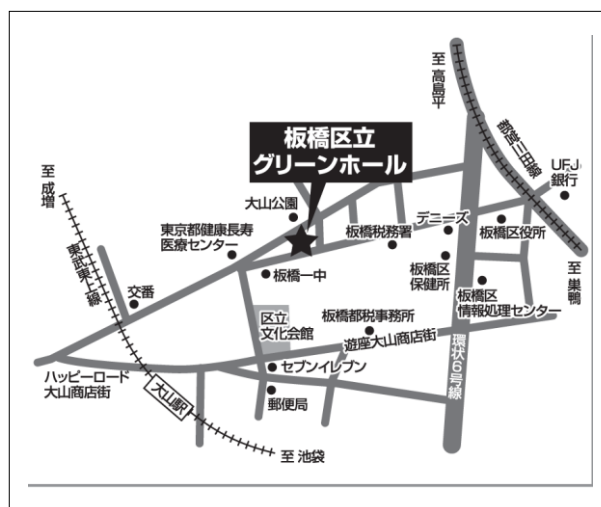 至 高島平
都営三田線
至 成増
板橋区立
グリーンホール
UFJ
銀行
大山公園
東京都健康長寿
医療センター
デニーズ
板橋税務署
板橋区役所
東武東上線
板橋一中
板橋区
保健所
至 巣鴨
交番
板橋区
情報処理センター
区立
文化会館
板橋都税事務所
遊座大山商店街
環状6号線
セブンイレブン
ハッピーロード
大山商店街
大山駅
郵便局
至 池袋